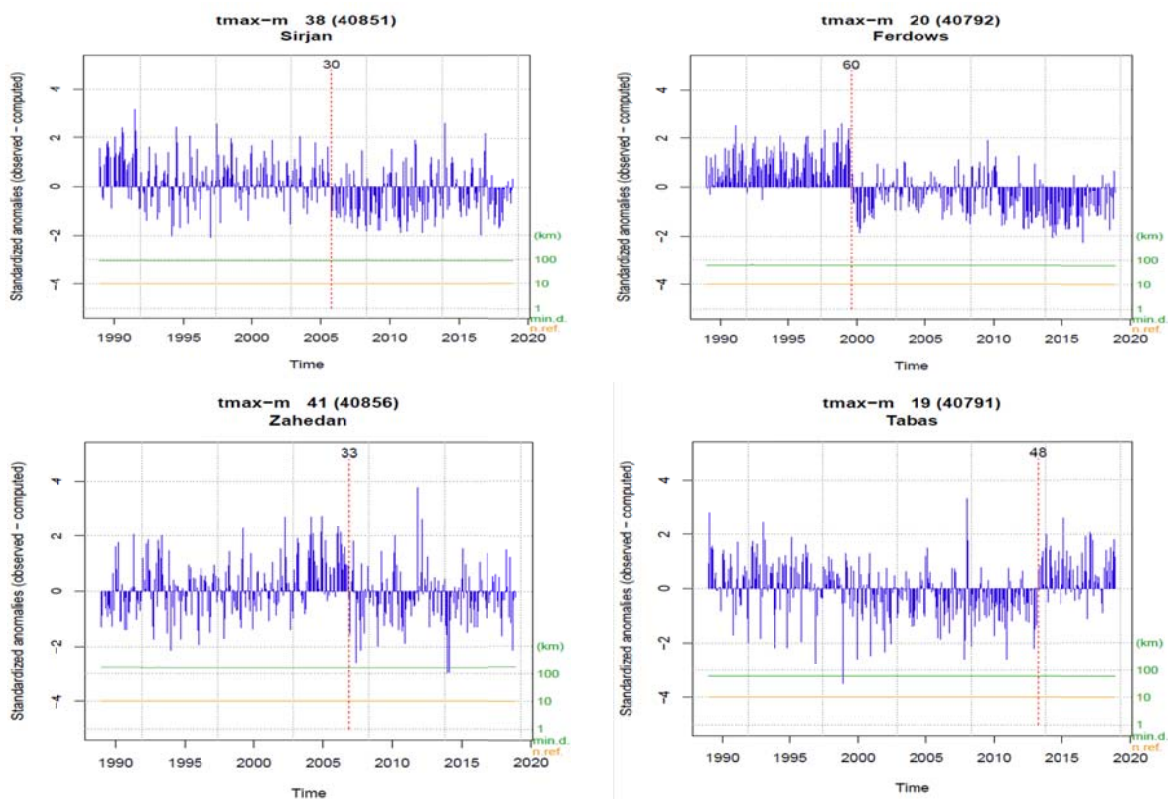 tmax−m 38 (40851)
Sirjan
30
Standardized anomalies (observed − computed)
4
2
0
−2
−4
(km)
100
10
1
min.d.
n.ref.
1990 1995 2000 2005 2010 2015 2020
Time
tmax−m 20 (40792)
Ferdows
60
Standardized anomalies (observed − computed)
4
2
0
−2
−4
(km)
100
10
1
min.d.
n.ref.
1990 1995 2000 2005 2010 2015 2020
Time
tmax−m 41 (40856)
Zahedan
33
Standardized anomalies (observed − computed)
4
2
0
−2
−4
(km)
100
10
1
min.d.
n.ref.
1990 1995 2000 2005 2010 2015 2020
Time
tmax−m 19 (40791)
Tabas
48
Standardized anomalies (observed − computed)
4
2
0
−2
−4
(km)
100
10
1
min.d.
n.ref.
1990 1995 2000 2005 2010 2015 2020
Time